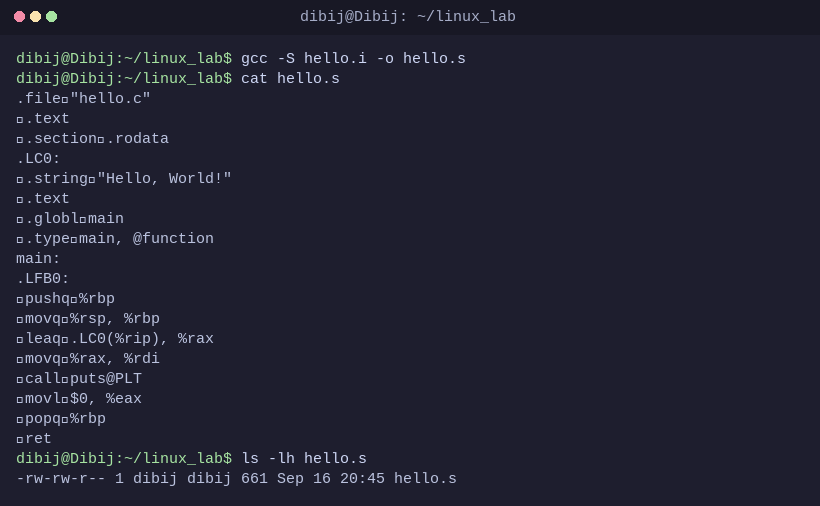 dibij@Dibij: ~/linux_lab
dibij@Dibij:~/linux_lab$ gcc -S hello.i -o hello.s
dibij@Dibij:~/linux_lab$ cat hello.s
.file▯"hello.c"
▯.text
▯.section▯.rodata
.LC0:
▯.string▯"Hello, World!"
▯.text
▯.globl▯main
▯.type▯main, @function
main:
.LFB0:
▯pushq▯%rbp
▯movq▯%rsp, %rbp
▯leaq▯.LC0(%rip), %rax
▯movq▯%rax, %rdi
▯call▯puts@PLT
▯movl▯$0, %eax
▯popq▯%rbp
▯ret
dibij@Dibij:~/linux_lab$ ls -lh hello.s
-rw-rw-r-- 1 dibij dibij 661 Sep 16 20:45 hello.s